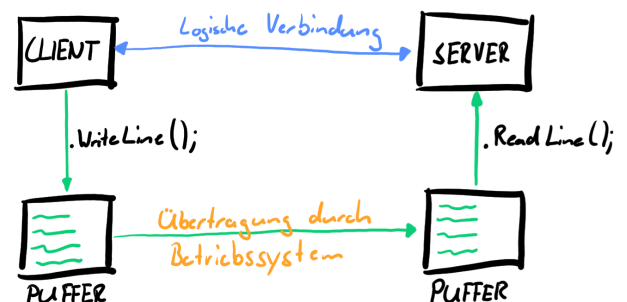 Logische Verbindung
CLIENT
SERVER
.WriteLine();
.ReadLine();
Übertragung durch
Betriebssystem
PUFFER
PUFFER